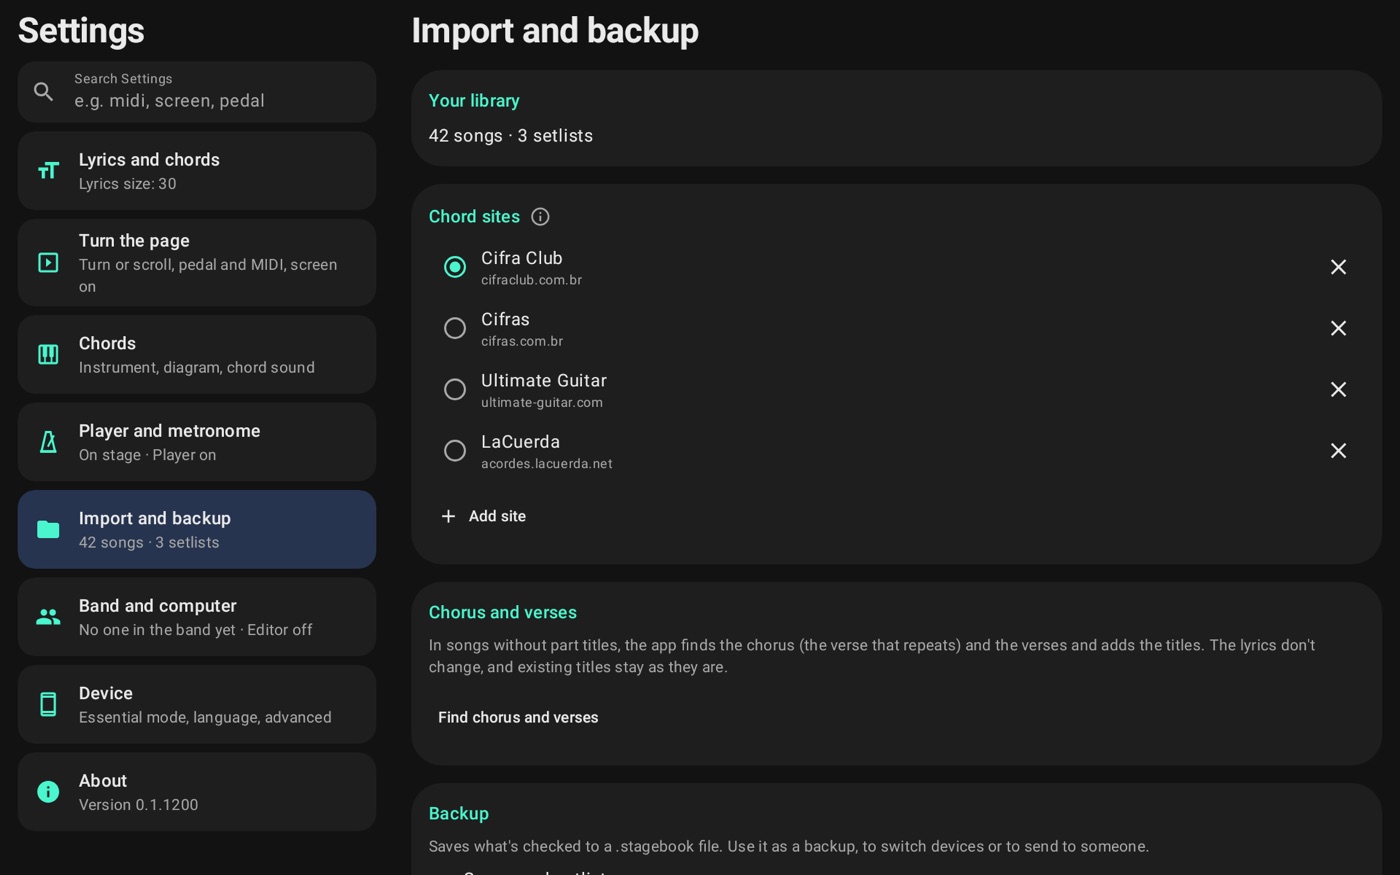 Settings
Search Settings
e.g. midi, screen, pedal
Lyrics and chords
Lyrics size: 30
Turn the page
Turn or scroll, pedal and MIDI, screen
on
Chords
Instrument, diagram, chord sound
Player and metronome
On stage · Player on
Import and backup
42 songs · 3 setlists
Band and computer
No one in the band yet · Editor off
Device
Essential mode, language, advanced
About
Version 0.1.1200
Import and backup
Your library
42 songs · 3 setlists
Chord sites
Cifra Club
cifraclub.com.br
Cifras
cifras.com.br
Ultimate Guitar
ultimate-guitar.com
LaCuerda
acordes.lacuerda.net
Add site
Chorus and verses
In songs without part titles, the app finds the chorus (the verse that repeats) and the verses and adds the titles. The lyrics don't
change, and existing titles stay as they are.
Find chorus and verses
Backup
Saves what's checked to a .stagebook file. Use it as a backup, to switch devices or to send to someone.